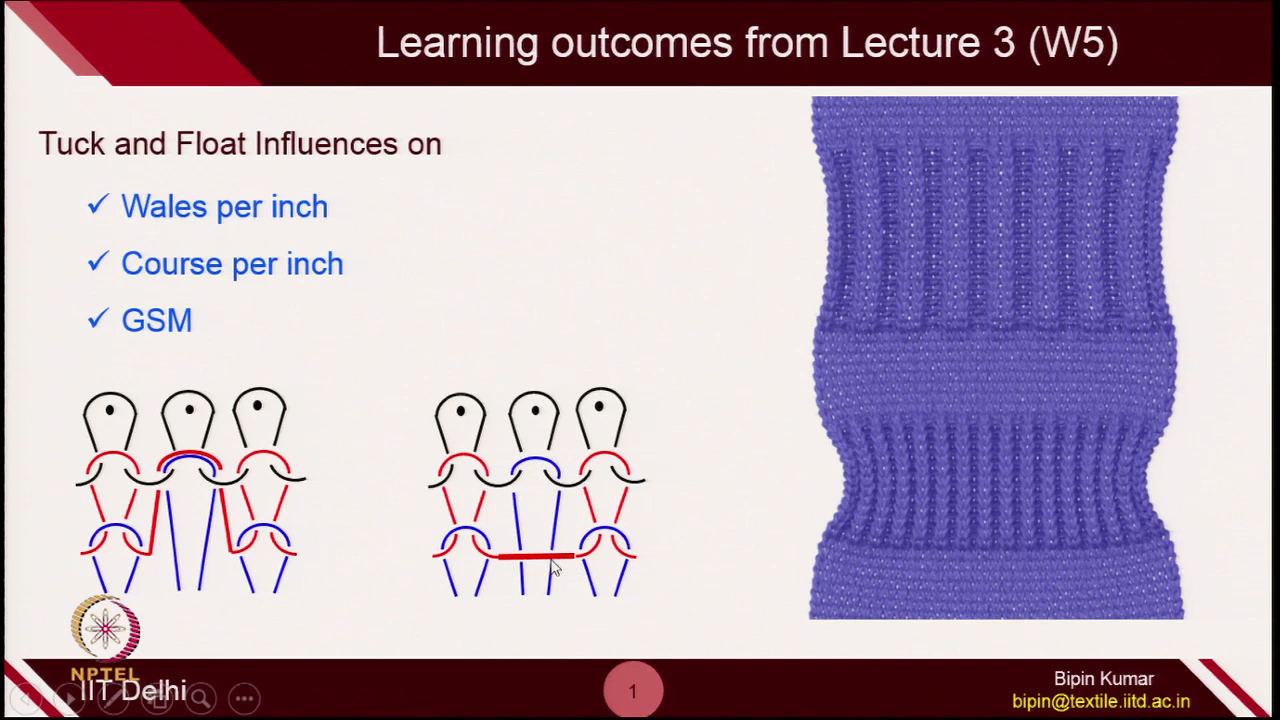 Learning outcomes from Lecture 3 (W5)
Tuck and Float Influences on
✓ Wales per inch
✓ Course per inch
✓ GSM
NPTEL
IIT Delhi
1
Bipin Kumar
bipin@textile.iitd.ac.in